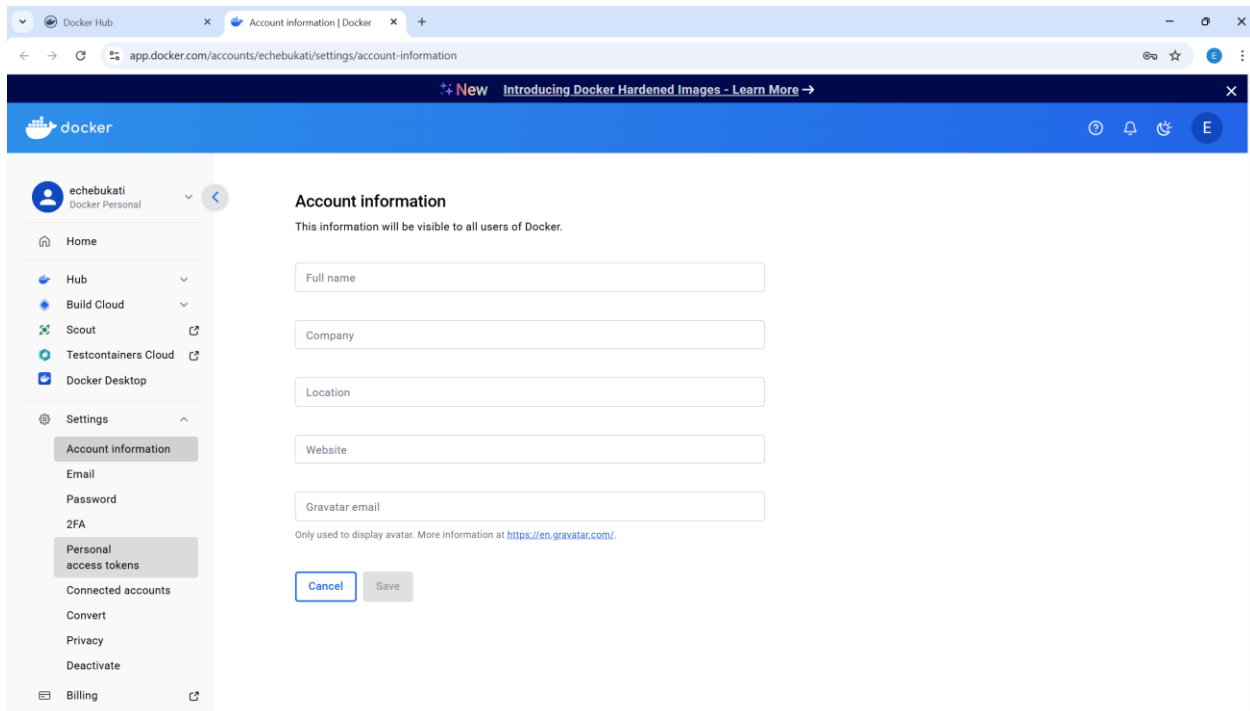 Docker Hub
Account information | Docker
app.docker.com/accounts/echebukati/settings/account-information
E
New Introducing Docker Hardened Images - Learn More →
docker
E
echebukati
Docker Personal
Home
Hub
Build Cloud
Scout
Testcontainers Cloud
Docker Desktop
Settings
Account information
Email
Password
2FA
Personal
access tokens
Connected accounts
Convert
Privacy
Deactivate
Billing
Account information
This information will be visible to all users of Docker.
Full name
Company
Location
Website
Gravatar email
Only used to display avatar. More information at https://en.gravatar.com/.
Cancel Save